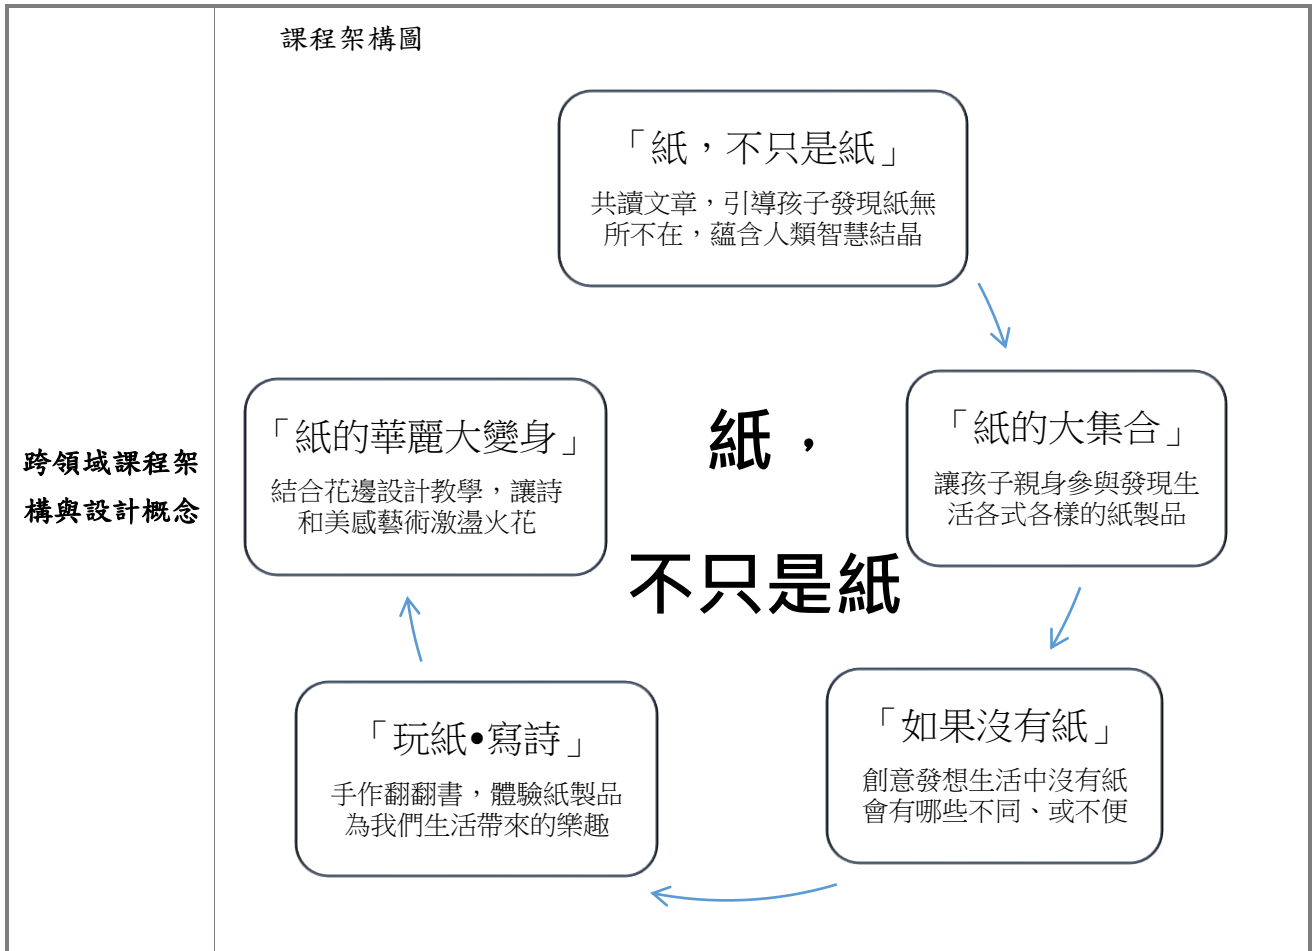 課程架構圖
跨領域課程架
構與設計概念
「紙，不只是紙」
共讀文章，引導孩子發現紙無
所不在，蘊含人類智慧結晶
「紙的大集合」
讓孩子親身參與發現生
活各式各樣的紙製品
「如果沒有紙」
創意發想生活中沒有紙
會有哪些不同、或不便
「玩紙•寫詩」
手作翻翻書，體驗紙製品
為我們生活帶來的樂趣
「紙的華麗大變身」
結合花邊設計教學，讓詩
和美感藝術激盪火花
紙，
不只是紙